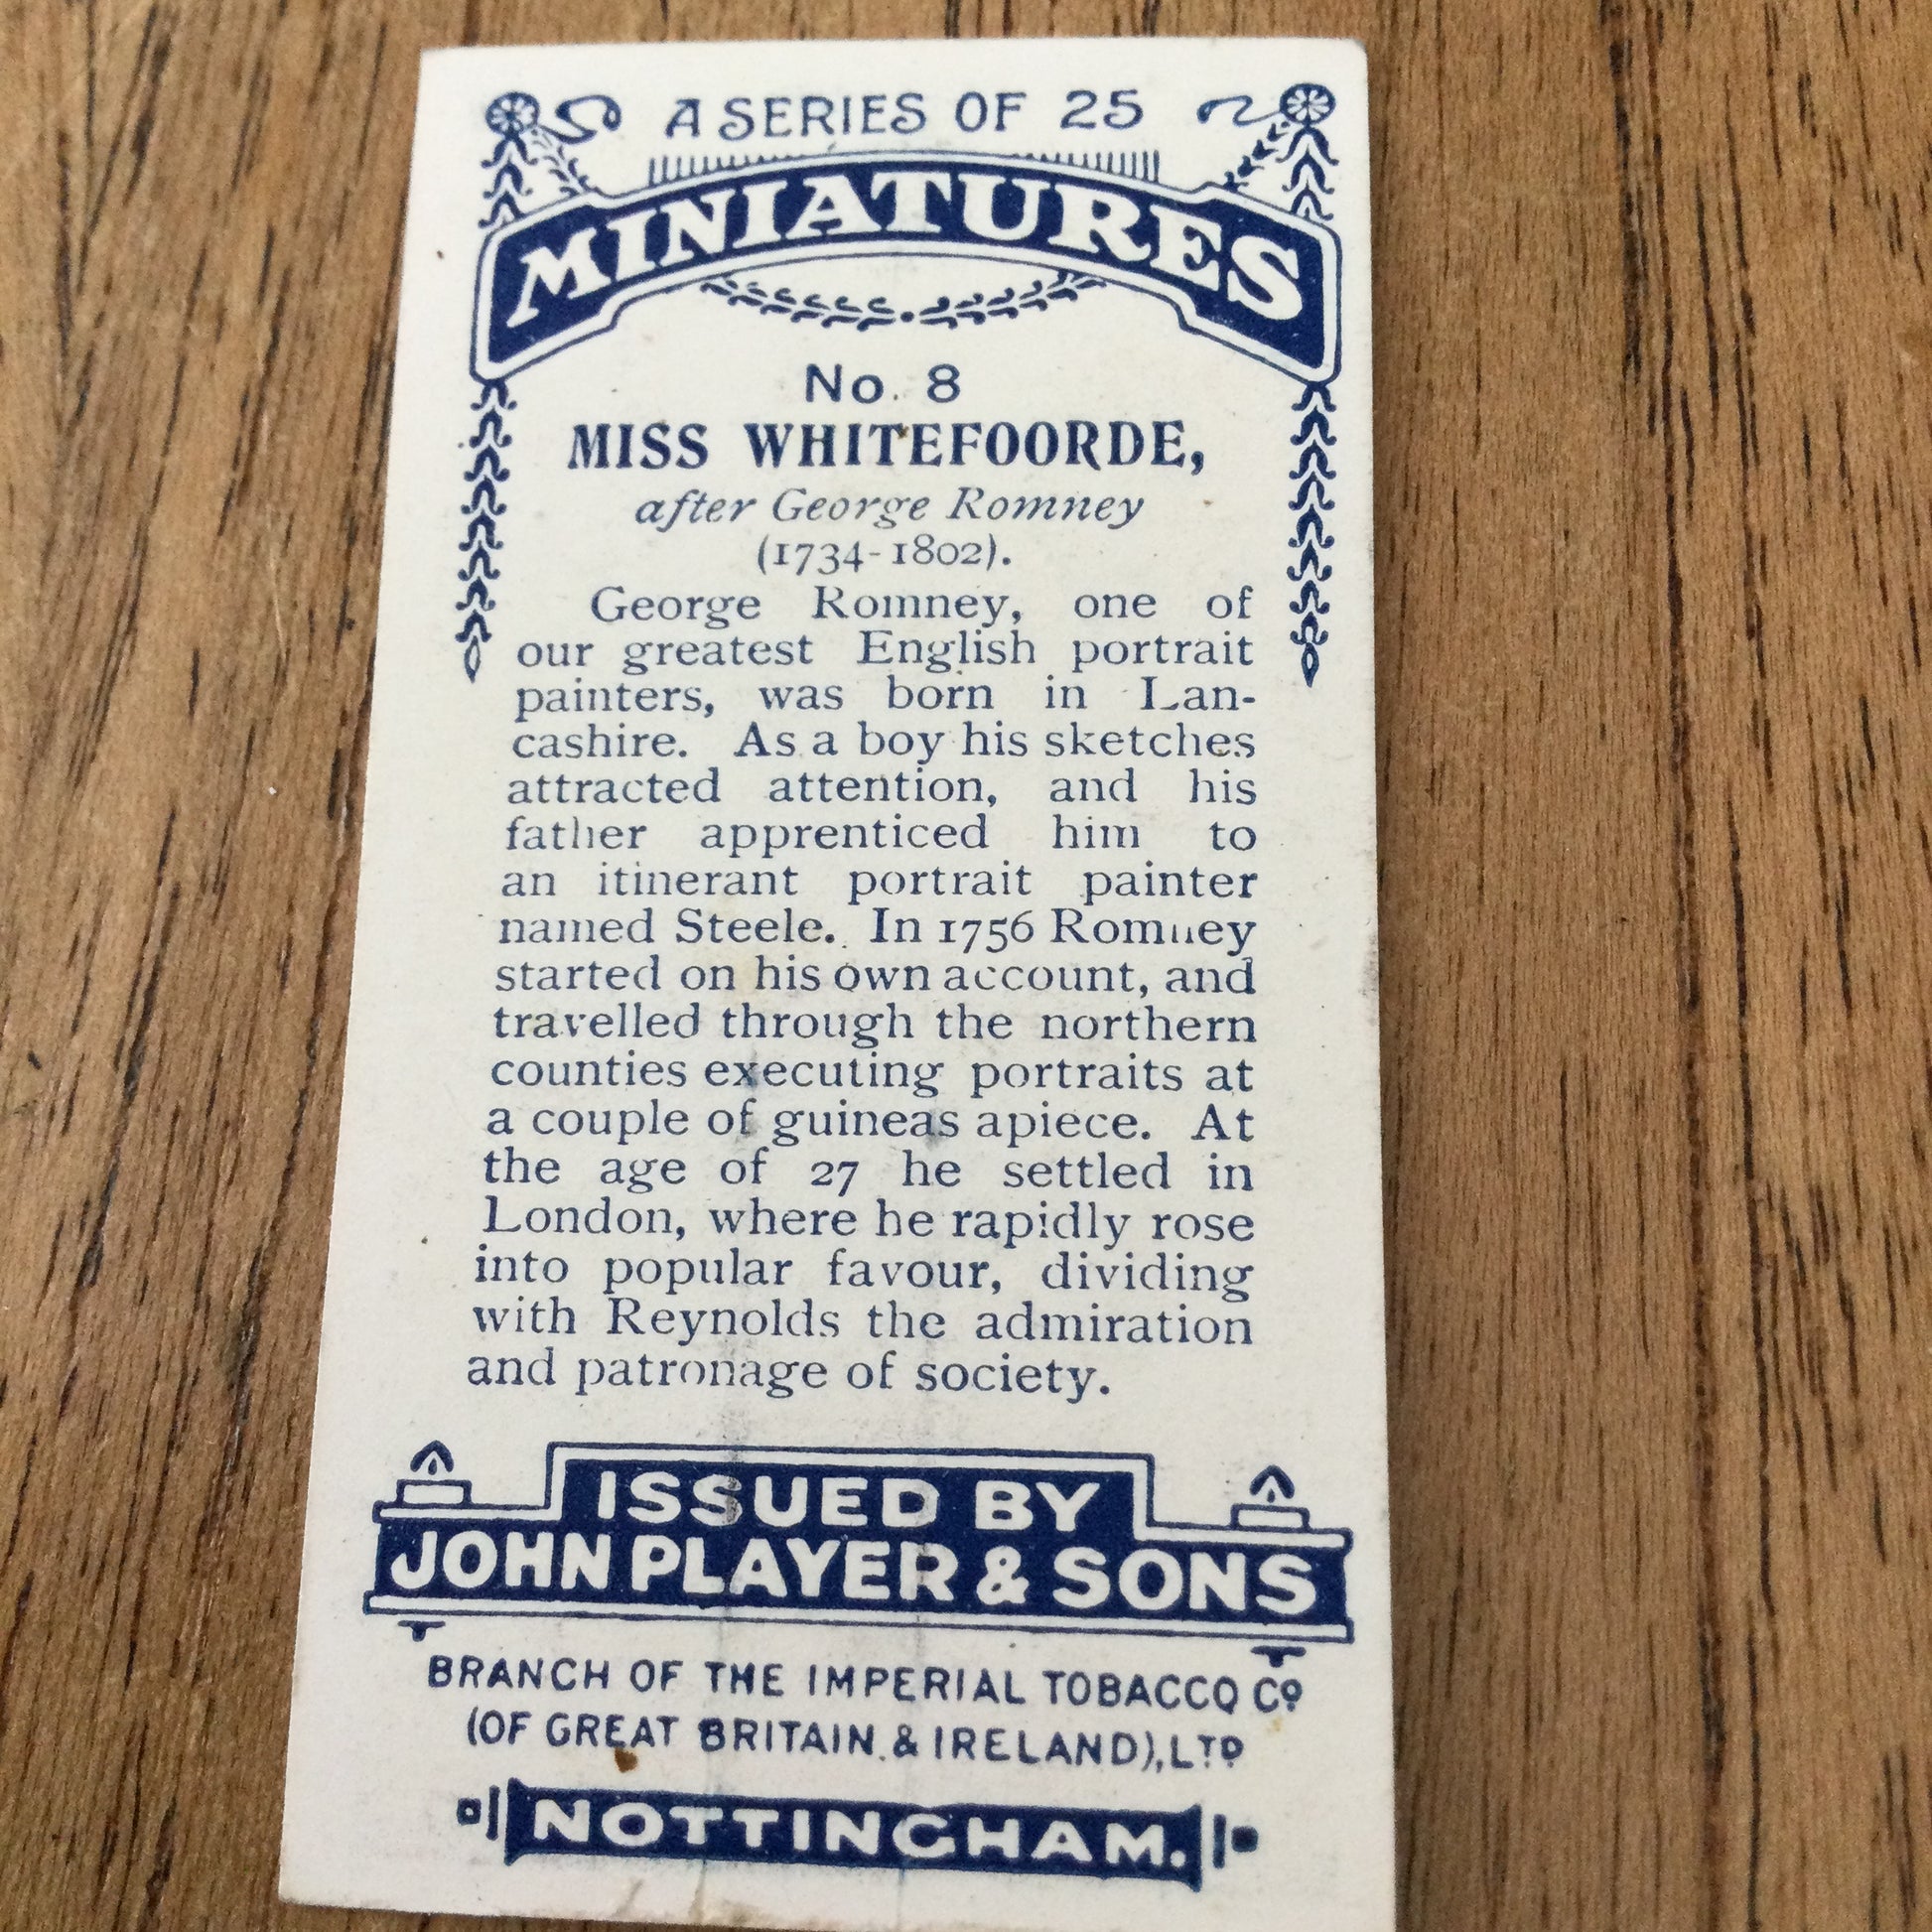 A SERIES OF 25
MINIATURES
No. 8
MISS WHITEFOORDE,
after George Romney
(1734-1802).
George Romney, one of
our greatest English portrait
painters, was born in Lan-
cashire. As a boy his sketches
attracted attention, and his
father apprenticed him to
an itinerant portrait painter
named Steele. In 1756 Romney
started on his own account, and
travelled through the northern
counties executing portraits at
a couple of guineas apiece. At
the age of 27 he settled in
London, where he rapidly rose
into popular favour, dividing
with Reynolds the admiration
and patronage of society.
ISSUED BY
JOHN PLAYER & SONS
BRANCH OF THE IMPERIAL TOBACCO Co
(OF GREAT BRITAIN & IRELAND), LTD
NOTTINGHAM.